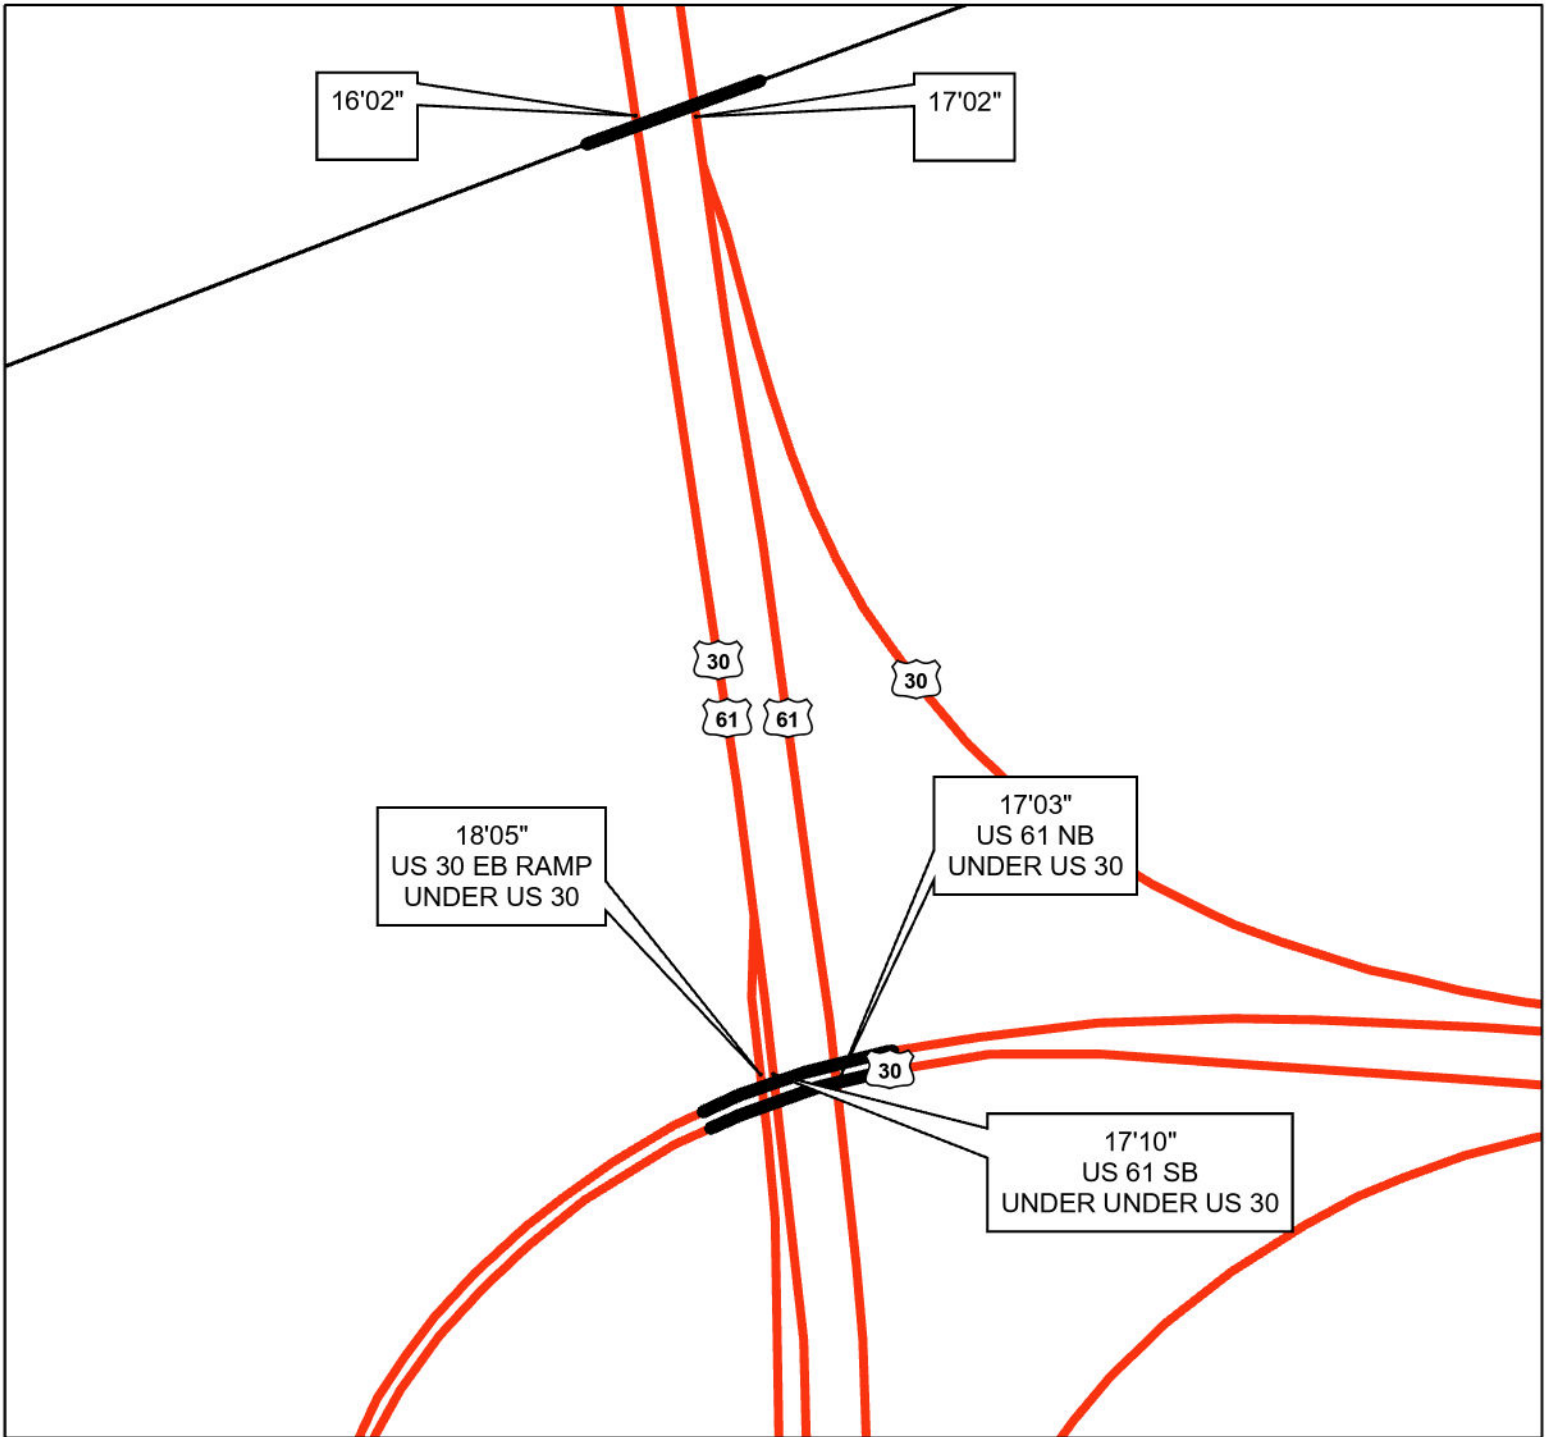 16'02"
17'02"
30
61
61
30
17'03"
US 61 NB
UNDER US 30
18'05"
US 30 EB RAMP
UNDER US 30
30
17'10"
US 61 SB
UNDER UNDER US 30